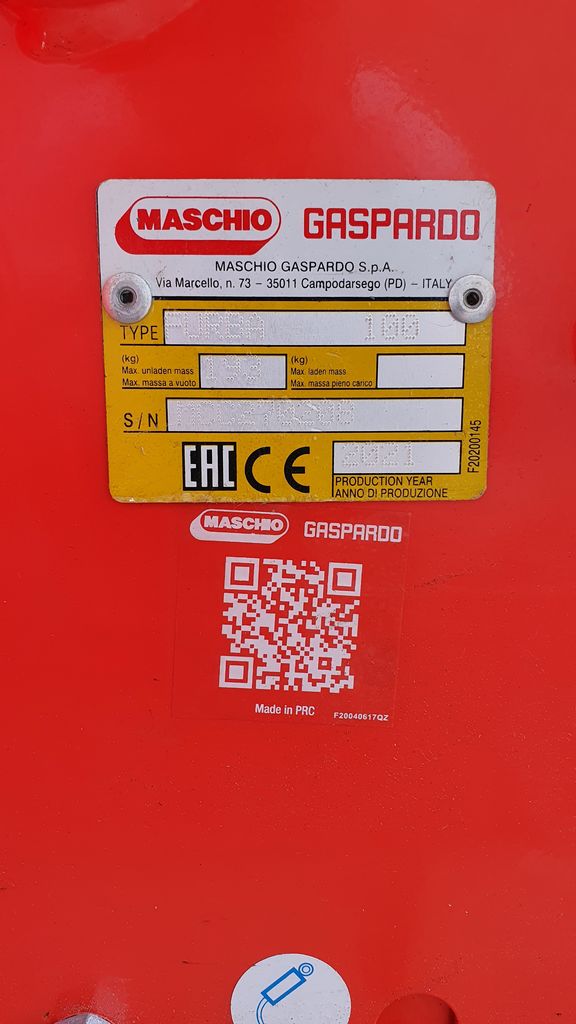 MASCHIO GASPARDO
MASCHIO GASPARDO S.p.A.
Via Marcello, n. 73 – 35011 Campodarsego (PD) – ITALY
TYPE FURBA 100
(kg)
Max. unladen mass
Max. massa a vuoto 193
(kg)
Max. laden mass
Max. massa pieno carico
S/N
EAC CE 2021
PRODUCTION YEAR
ANNO DI PRODUZIONE
F20200145
MASCHIO GASPARDO
Made in PRC F20040617QZ